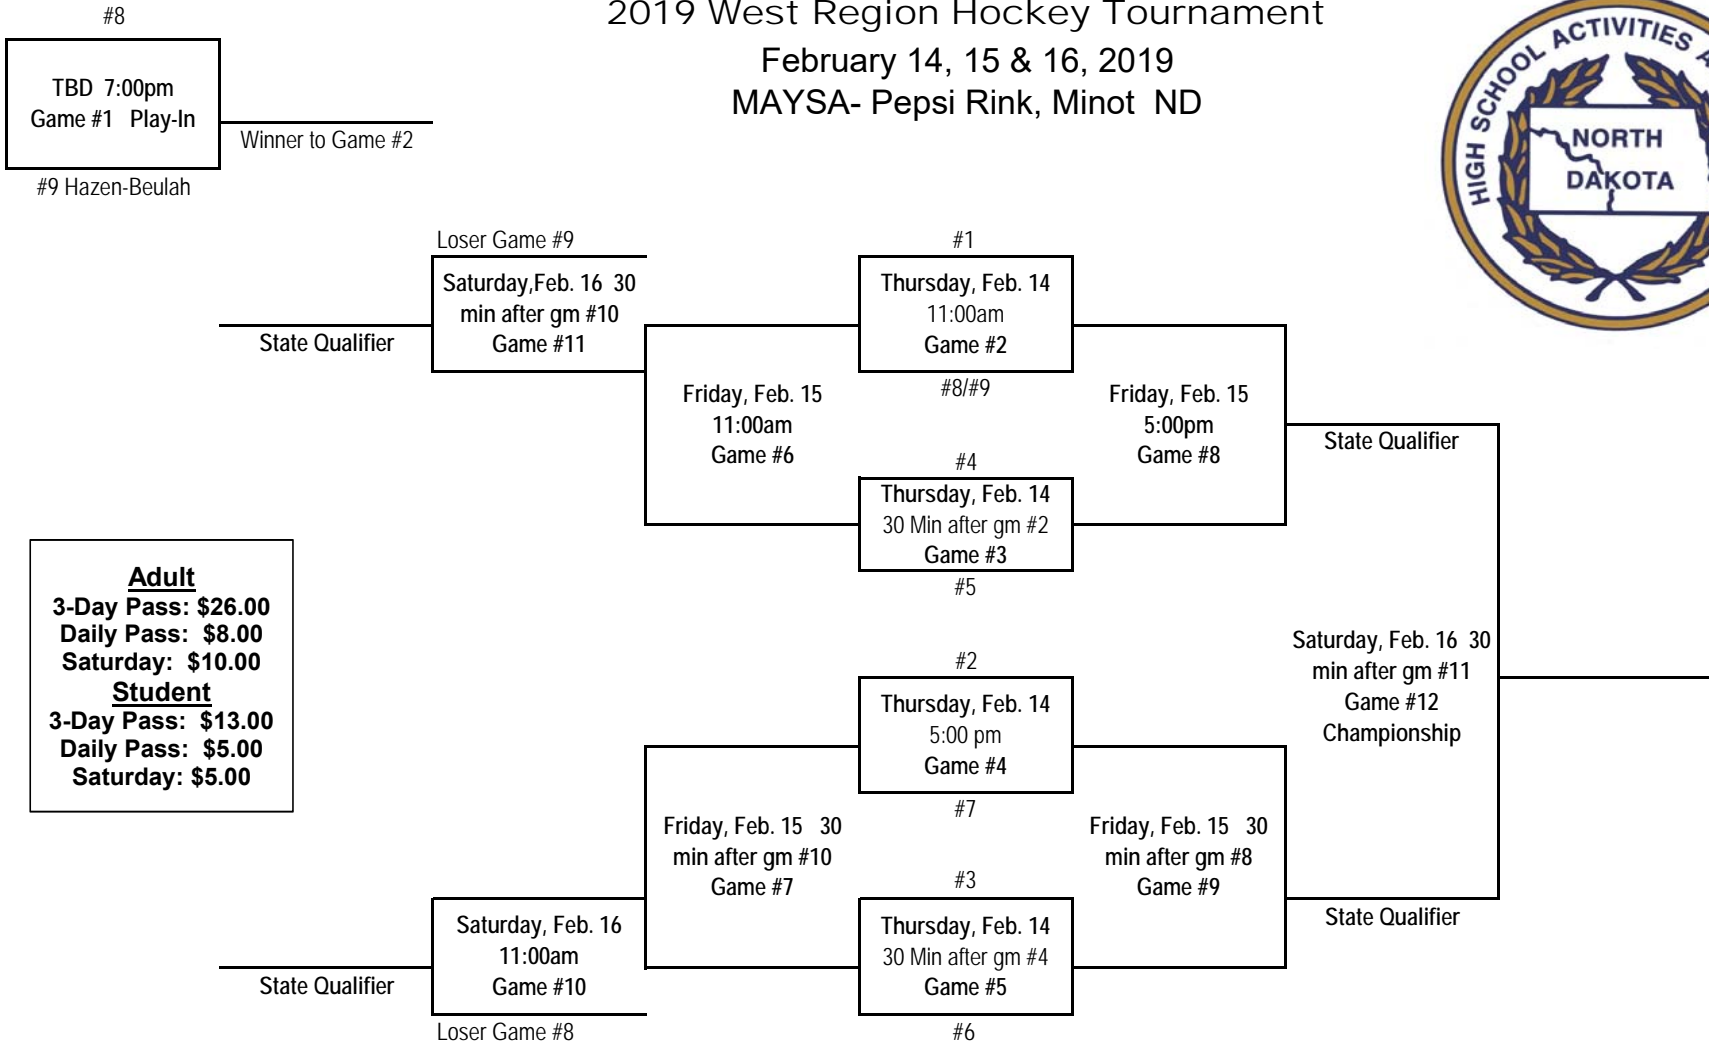 #8
2019 West Region Hockey Tournament
February 14, 15 & 16, 2019
MAYSA- Pepsi Rink, Minot  ND
TBD  7:00pm
Game #1   Play-In
Winner to Game #2
#9 Hazen-Beulah
HIGH SCHOOL ACTIVITIES A
NORTH
DAKOTA
Loser Game #9
Saturday,Feb. 16  30
min after gm #10
Game #11
State Qualifier
#1
Thursday, Feb. 14
11:00am
Game #2
#8/#9
Friday, Feb. 15
11:00am
Game #6
Friday, Feb. 15
5:00pm
Game #8
State Qualifier
#4
Thursday, Feb. 14
30 Min after gm #2
Game #3
#5
Adult
3-Day Pass: $26.00
Daily Pass:  $8.00
Saturday:  $10.00
Student
3-Day Pass:  $13.00
Daily Pass:  $5.00
Saturday: $5.00
Saturday, Feb. 16  30
min after gm #11
Game #12
Championship
#2
Thursday, Feb. 14
5:00 pm
Game #4
#7
Friday, Feb. 15   30
min after gm #10
Game #7
Friday, Feb. 15   30
min after gm #8
Game #9
State Qualifier
#3
Thursday, Feb. 14
30 Min after gm #4
Game #5
#6
Saturday, Feb. 16
11:00am
Game #10
State Qualifier
Loser Game #8